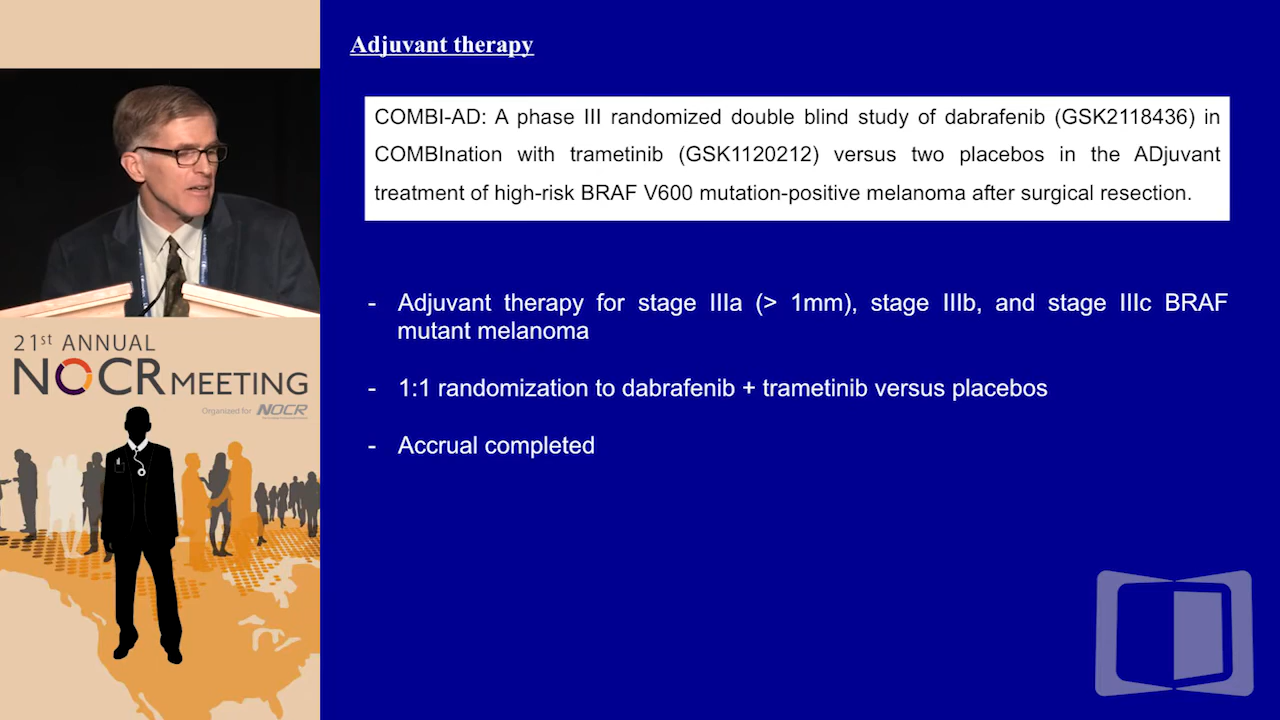 Adjuvant therapy
COMBI-AD: A phase III randomized double blind study of dabrafenib (GSK2118436) in
COMBInation with trametinib (GSK1120212) versus two placebos in the ADjuvant
treatment of high-risk BRAF V600 mutation-positive melanoma after surgical resection.
- Adjuvant therapy for stage IIIa (> 1mm), stage IIIb, and stage IIIc BRAF
mutant melanoma
- 1:1 randomization to dabrafenib + trametinib versus placebos
- Accrual completed
21st ANNUAL
NOCR MEETING
Organized for NOCR